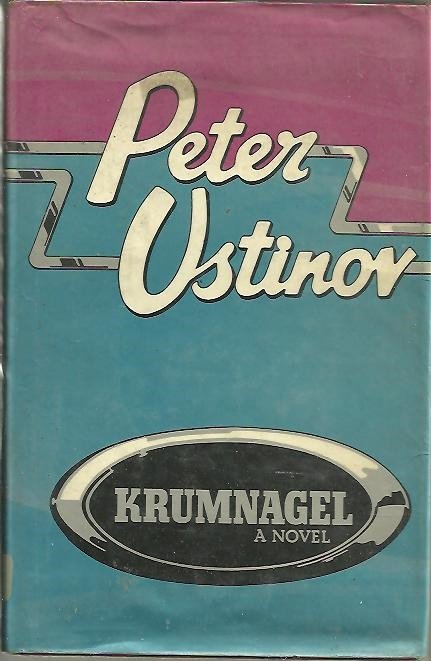 Peter
Ustinov
KRUMNAGEL
A NOVEL